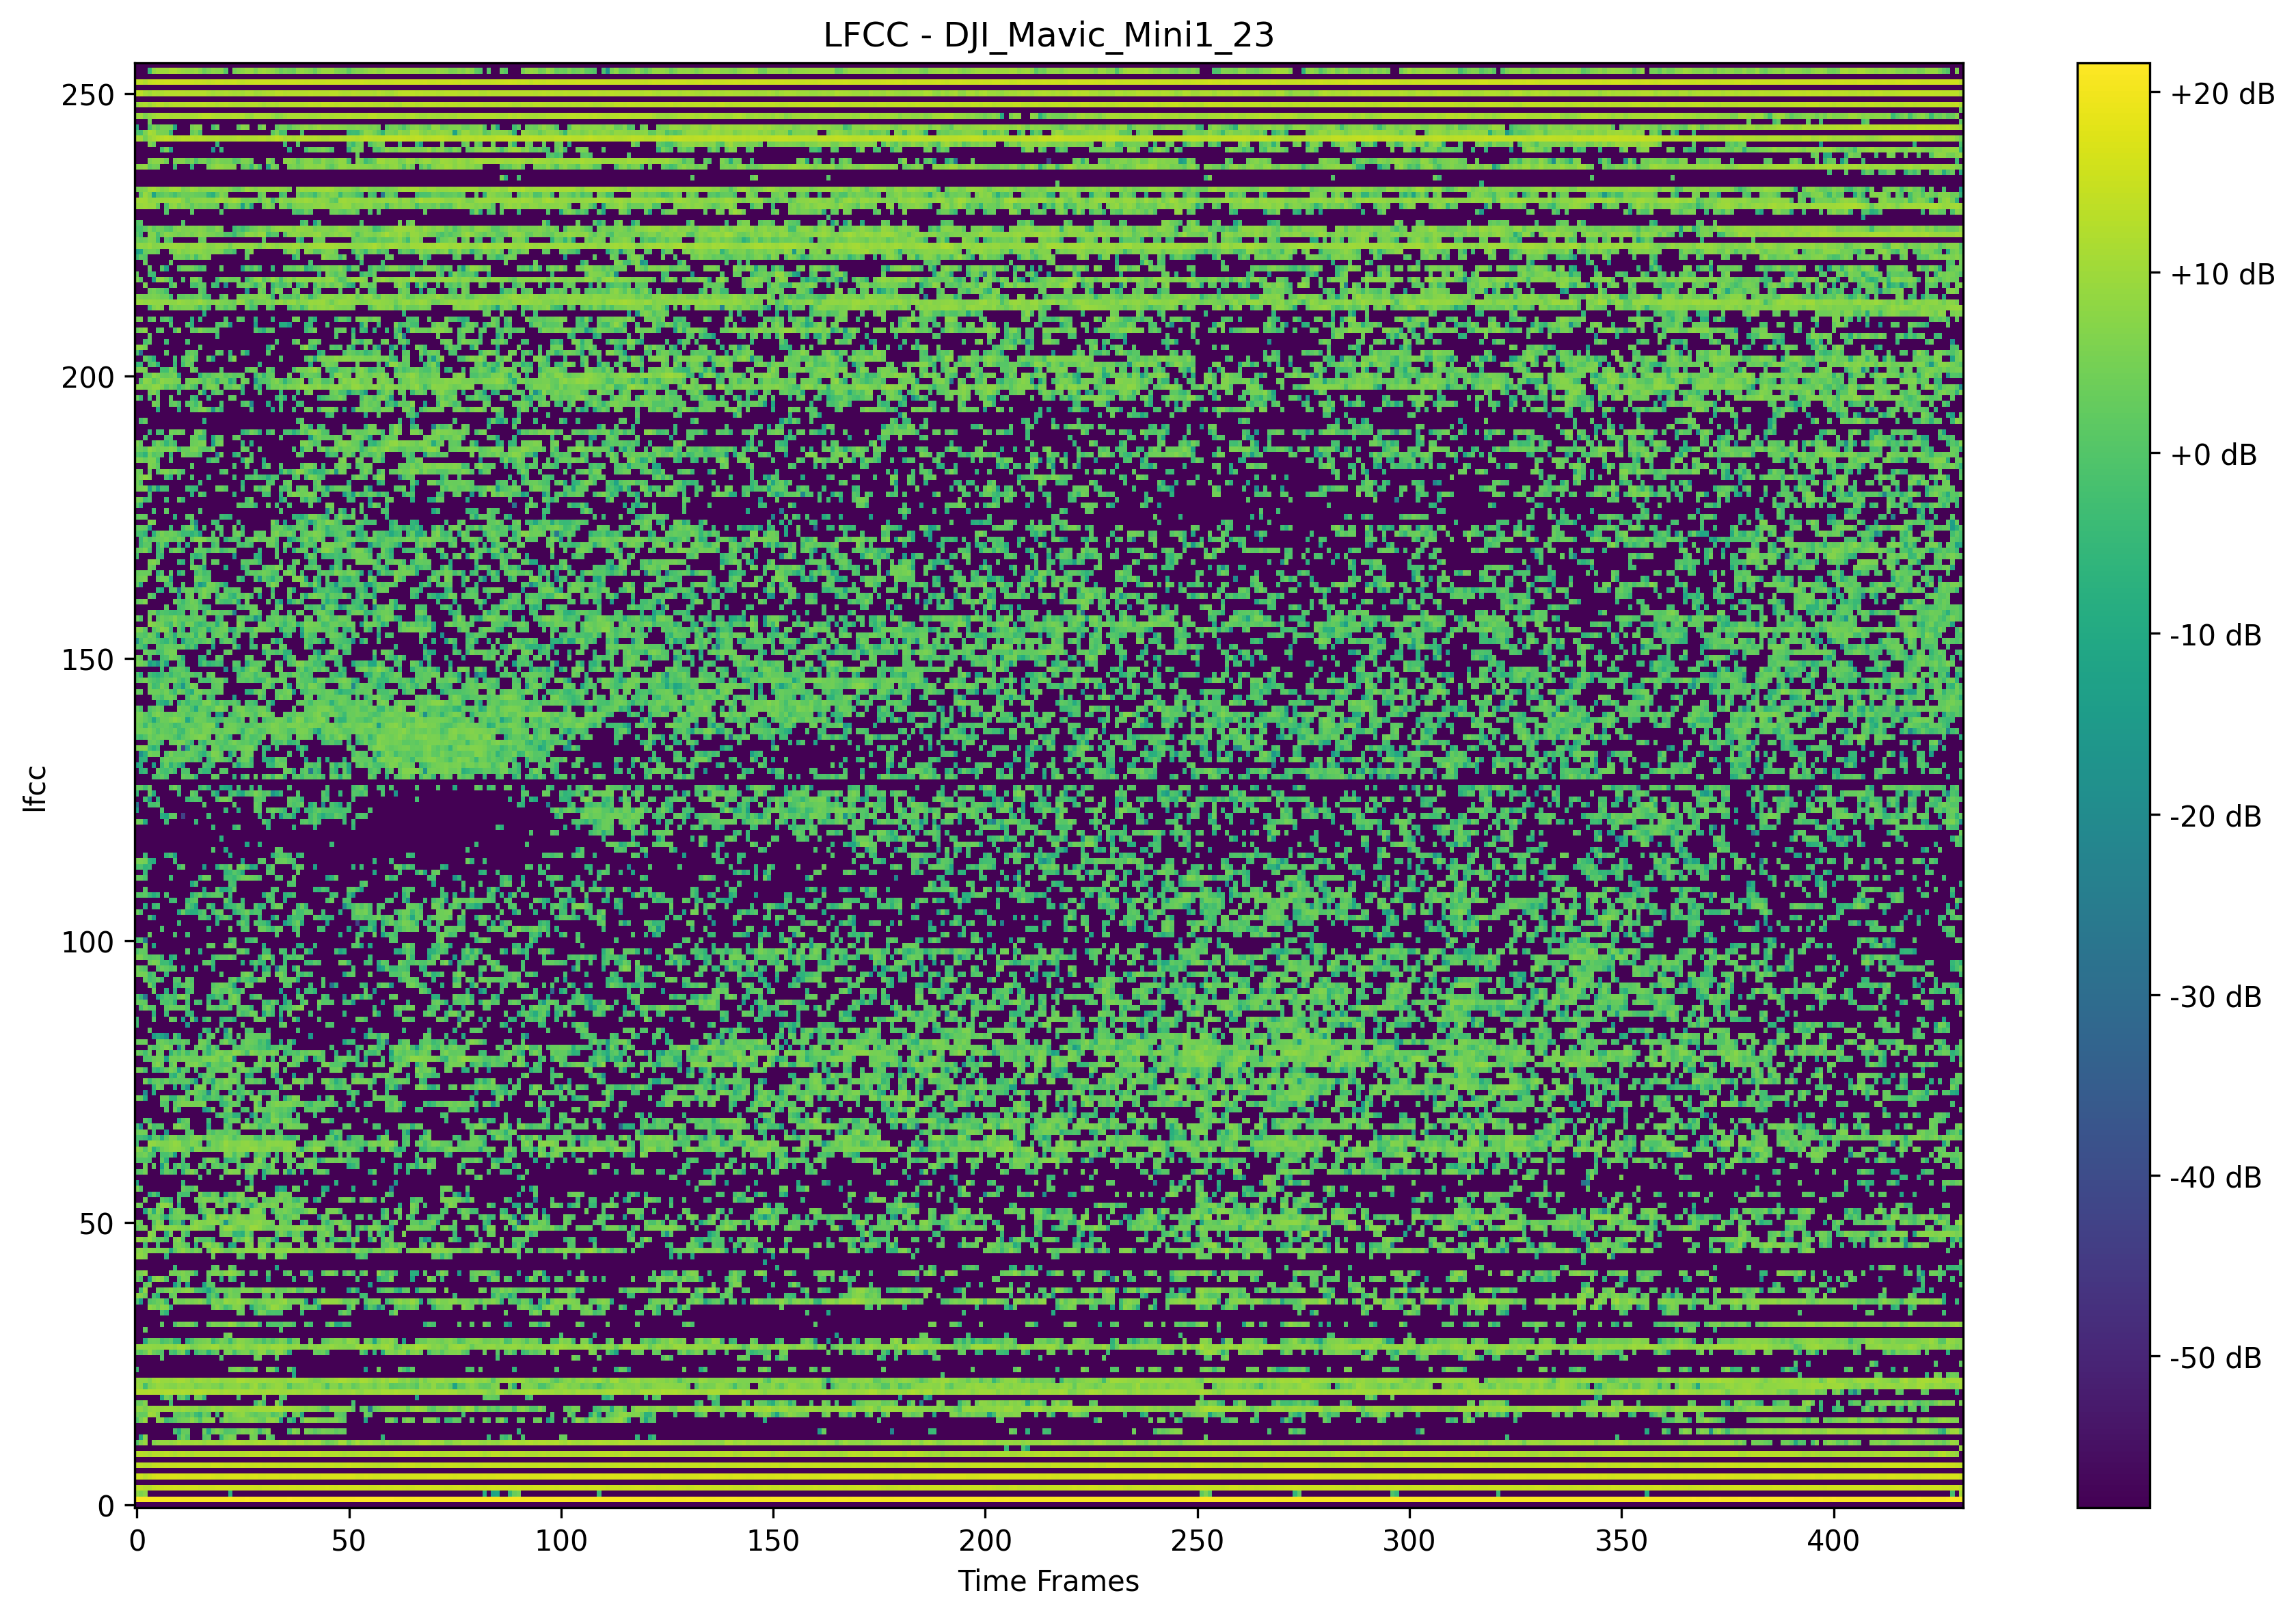 LFCC - DJI_Mavic_Mini1_23
250
200
150
100
50
0
lfcc
0 50 100 150 200 250 300 350 400
Time Frames
+20 dB
+10 dB
+0 dB
-10 dB
-20 dB
-30 dB
-40 dB
-50 dB